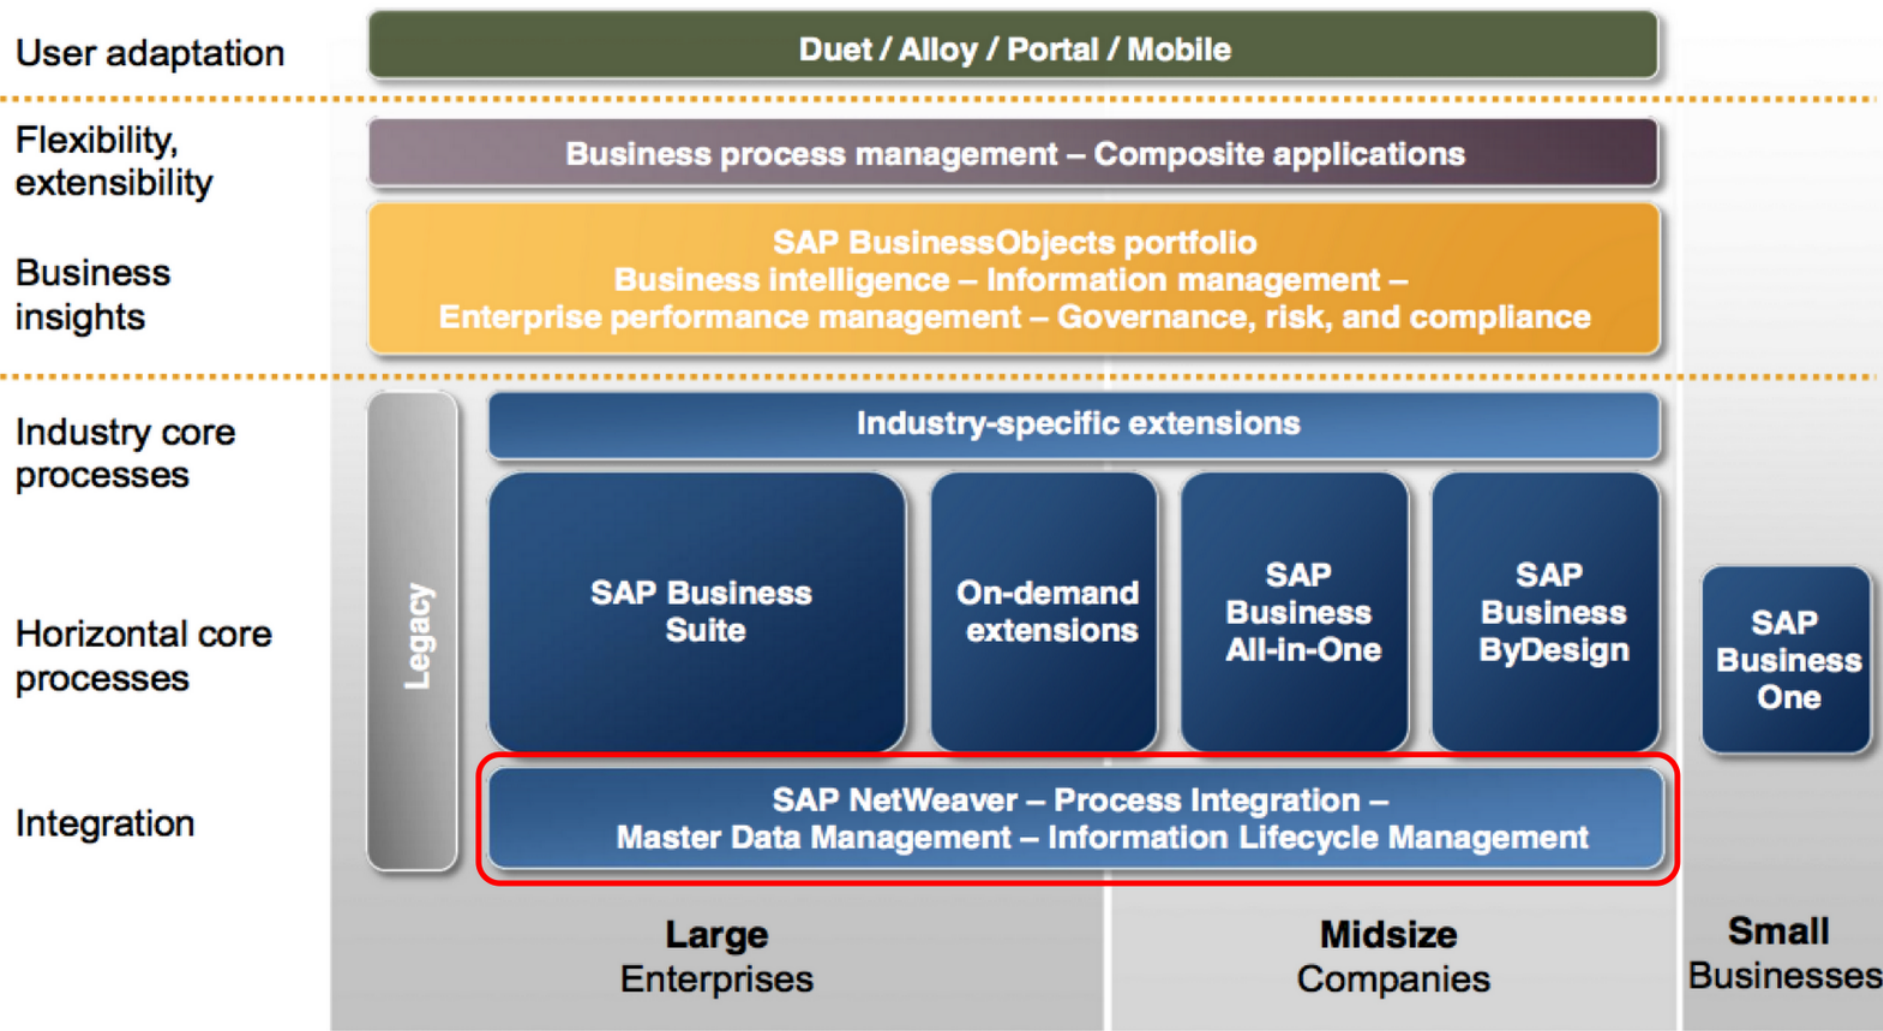 User adaptation
Duet / Alloy / Portal / Mobile
Flexibility,
extensibility
Business process management – Composite applications
Business
insights
SAP BusinessObjects portfolio
Business intelligence – Information management –
Enterprise performance management – Governance, risk, and compliance
Industry core
processes
Industry-specific extensions
Horizontal core
processes
Legacy
SAP Business
Suite
On-demand
extensions
SAP
Business
All-in-One
SAP
Business
ByDesign
SAP
Business
One
Integration
SAP NetWeaver – Process Integration –
Master Data Management – Information Lifecycle Management
Large
Enterprises
Midsize
Companies
Small
Businesses